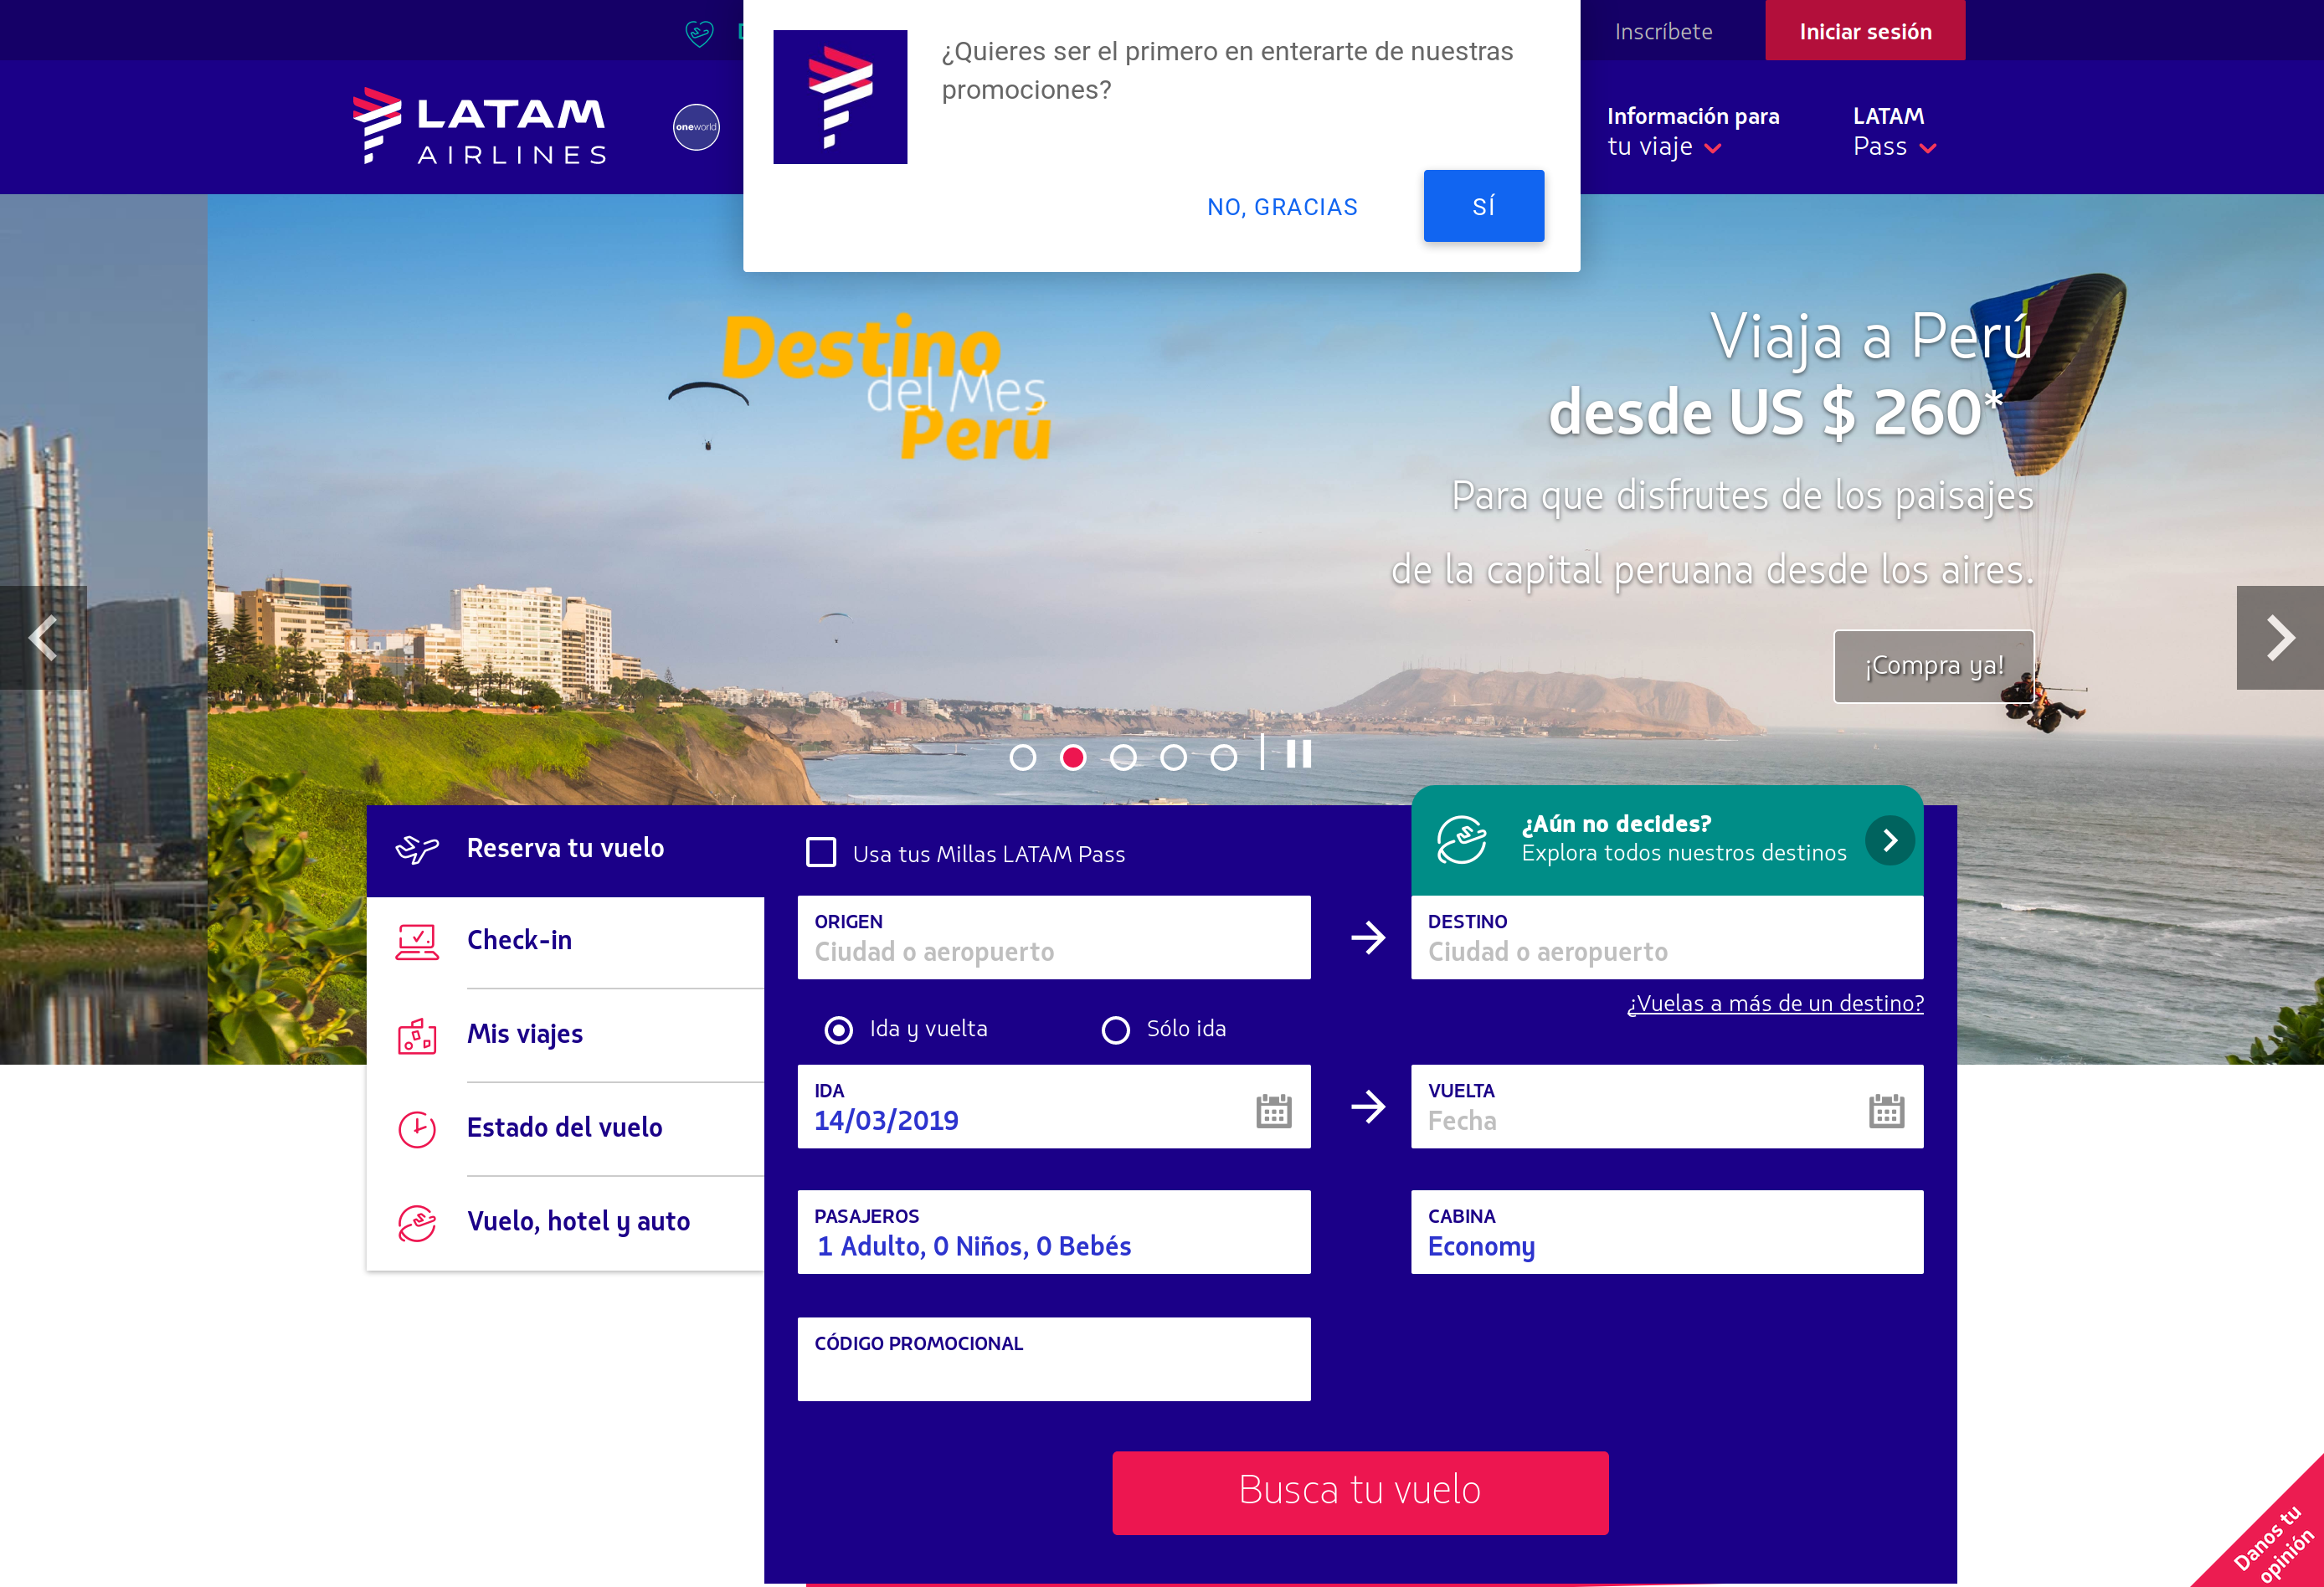 ¿Quieres ser el primero en enterarte de nuestras
promociones?
NO, GRACIAS
SÍ
Inscríbete
Iniciar sesión
LATAM
AIRLINES
oneworld
Información para
tu viaje
LATAM
Pass
Destino
del Mes
Perú
Viaja a Perú
desde US $ 260*
Para que disfrutes de los paisajes
de la capital peruana desde los aires.
¡Compra ya!
Reserva tu vuelo
Check-in
Mis viajes
Estado del vuelo
Vuelo, hotel y auto
Usa tus Millas LATAM Pass
¿Aún no decides?
Explora todos nuestros destinos
ORIGEN
Ciudad o aeropuerto
DESTINO
Ciudad o aeropuerto
¿Vuelas a más de un destino?
Ida y vuelta
Sólo ida
IDA
14/03/2019
VUELTA
Fecha
PASAJEROS
1 Adulto, 0 Niños, 0 Bebés
CABINA
Economy
CÓDIGO PROMOCIONAL
Busca tu vuelo
Danos tu
opinión